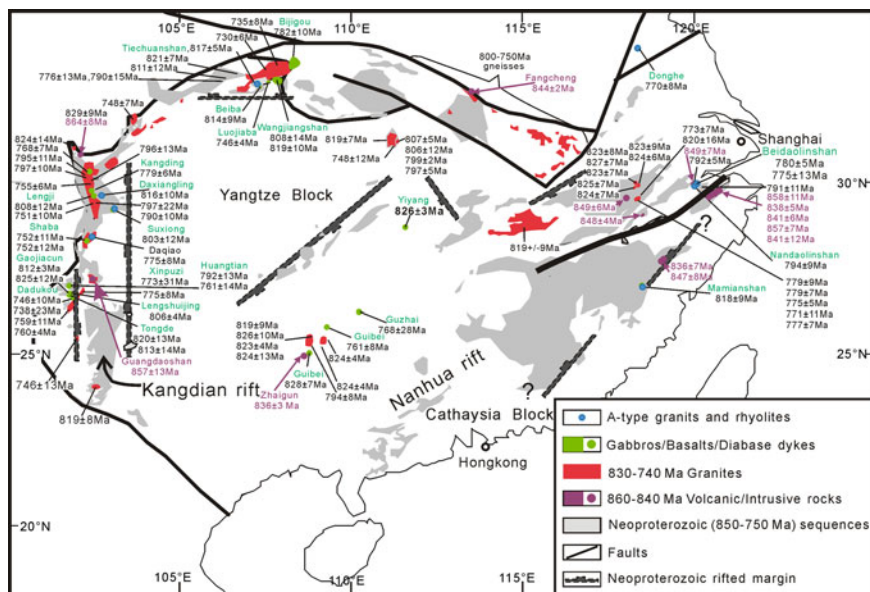 105°E
110°E
115°E
120°E
735±8Ma
Bijigou
730±6Ma
782±10Ma
Tiechuanshan,817±5Ma
821±7Ma
811±12Ma
776±13Ma,790±15Ma
800-750Ma
gneisses
Fangcheng
844±2Ma
Donghe
770±8Ma
748±7Ma
829±9Ma
864±8Ma
Beiba
814±9Ma
Luojiaba
746±4Ma
Wangjiangshan
808±14Ma
819±10Ma
819±7Ma
748±12Ma
807±5Ma
806±12Ma
799±2Ma
797±5Ma
773±7Ma
820±16Ma
849±7Ma
792±5Ma
Shanghai
Beidaolinshan
780±5Ma
775±13Ma
30°N
824±14Ma
768±7Ma
795±11Ma
797±10Ma
755±6Ma
Lengji
808±12Ma
751±10Ma
Shaba
752±11Ma
752±12Ma
Gaojiacun
812±3Ma
825±12Ma
Dadukou
746±10Ma
738±23Ma
759±11Ma
760±4Ma
25°N
796±13Ma
Kangding
779±6Ma
Daxiangling
816±10Ma
797±22Ma
790±10Ma
Suxiong
803±12Ma
Daqiao
775±8Ma
Xinpuzi
773±31Ma
775±8Ma
Lengshuijing
806±4Ma
Tongde
820±13Ma
813±14Ma
Guangdaoshan
857±13Ma
Yangtze Block
Yiyang
826±3Ma
823±8Ma
827±7Ma
823±9Ma
824±6Ma
825±7Ma
824±7Ma
849±6Ma
848±4Ma
819+/-9Ma
791±11Ma
858±11Ma
838±5Ma
841±6Ma
857±7Ma
841±12Ma
?
Nandaolinshan
794±9Ma
836±7Ma
847±8Ma
Mamianshan
818±9Ma
779±9Ma
779±7Ma
775±5Ma
771±11Ma
777±7Ma
25°N
Huangtian
792±13Ma
761±14Ma
Guzhai
768±28Ma
Guibei
761±8Ma
819±9Ma
826±10Ma
823±4Ma
824±13Ma
824±4Ma
Guibei
828±7Ma
824±4Ma
794±8Ma
Zhaigun
836±3 Ma
746±13Ma
Kangdian rift
819±8Ma
Nanhua rift
?
Cathaysia Block
Hongkong
20°N
A-type granits and rhyolites
Gabbros/Basalts/Diabase dykes
830-740 Ma Granites
860-840 Ma Volcanic/Intrusive rocks
Neoproterozoic (850-750 Ma) sequences
Faults
Neoproterozoic rifted margin
105°E
110°E
115°E